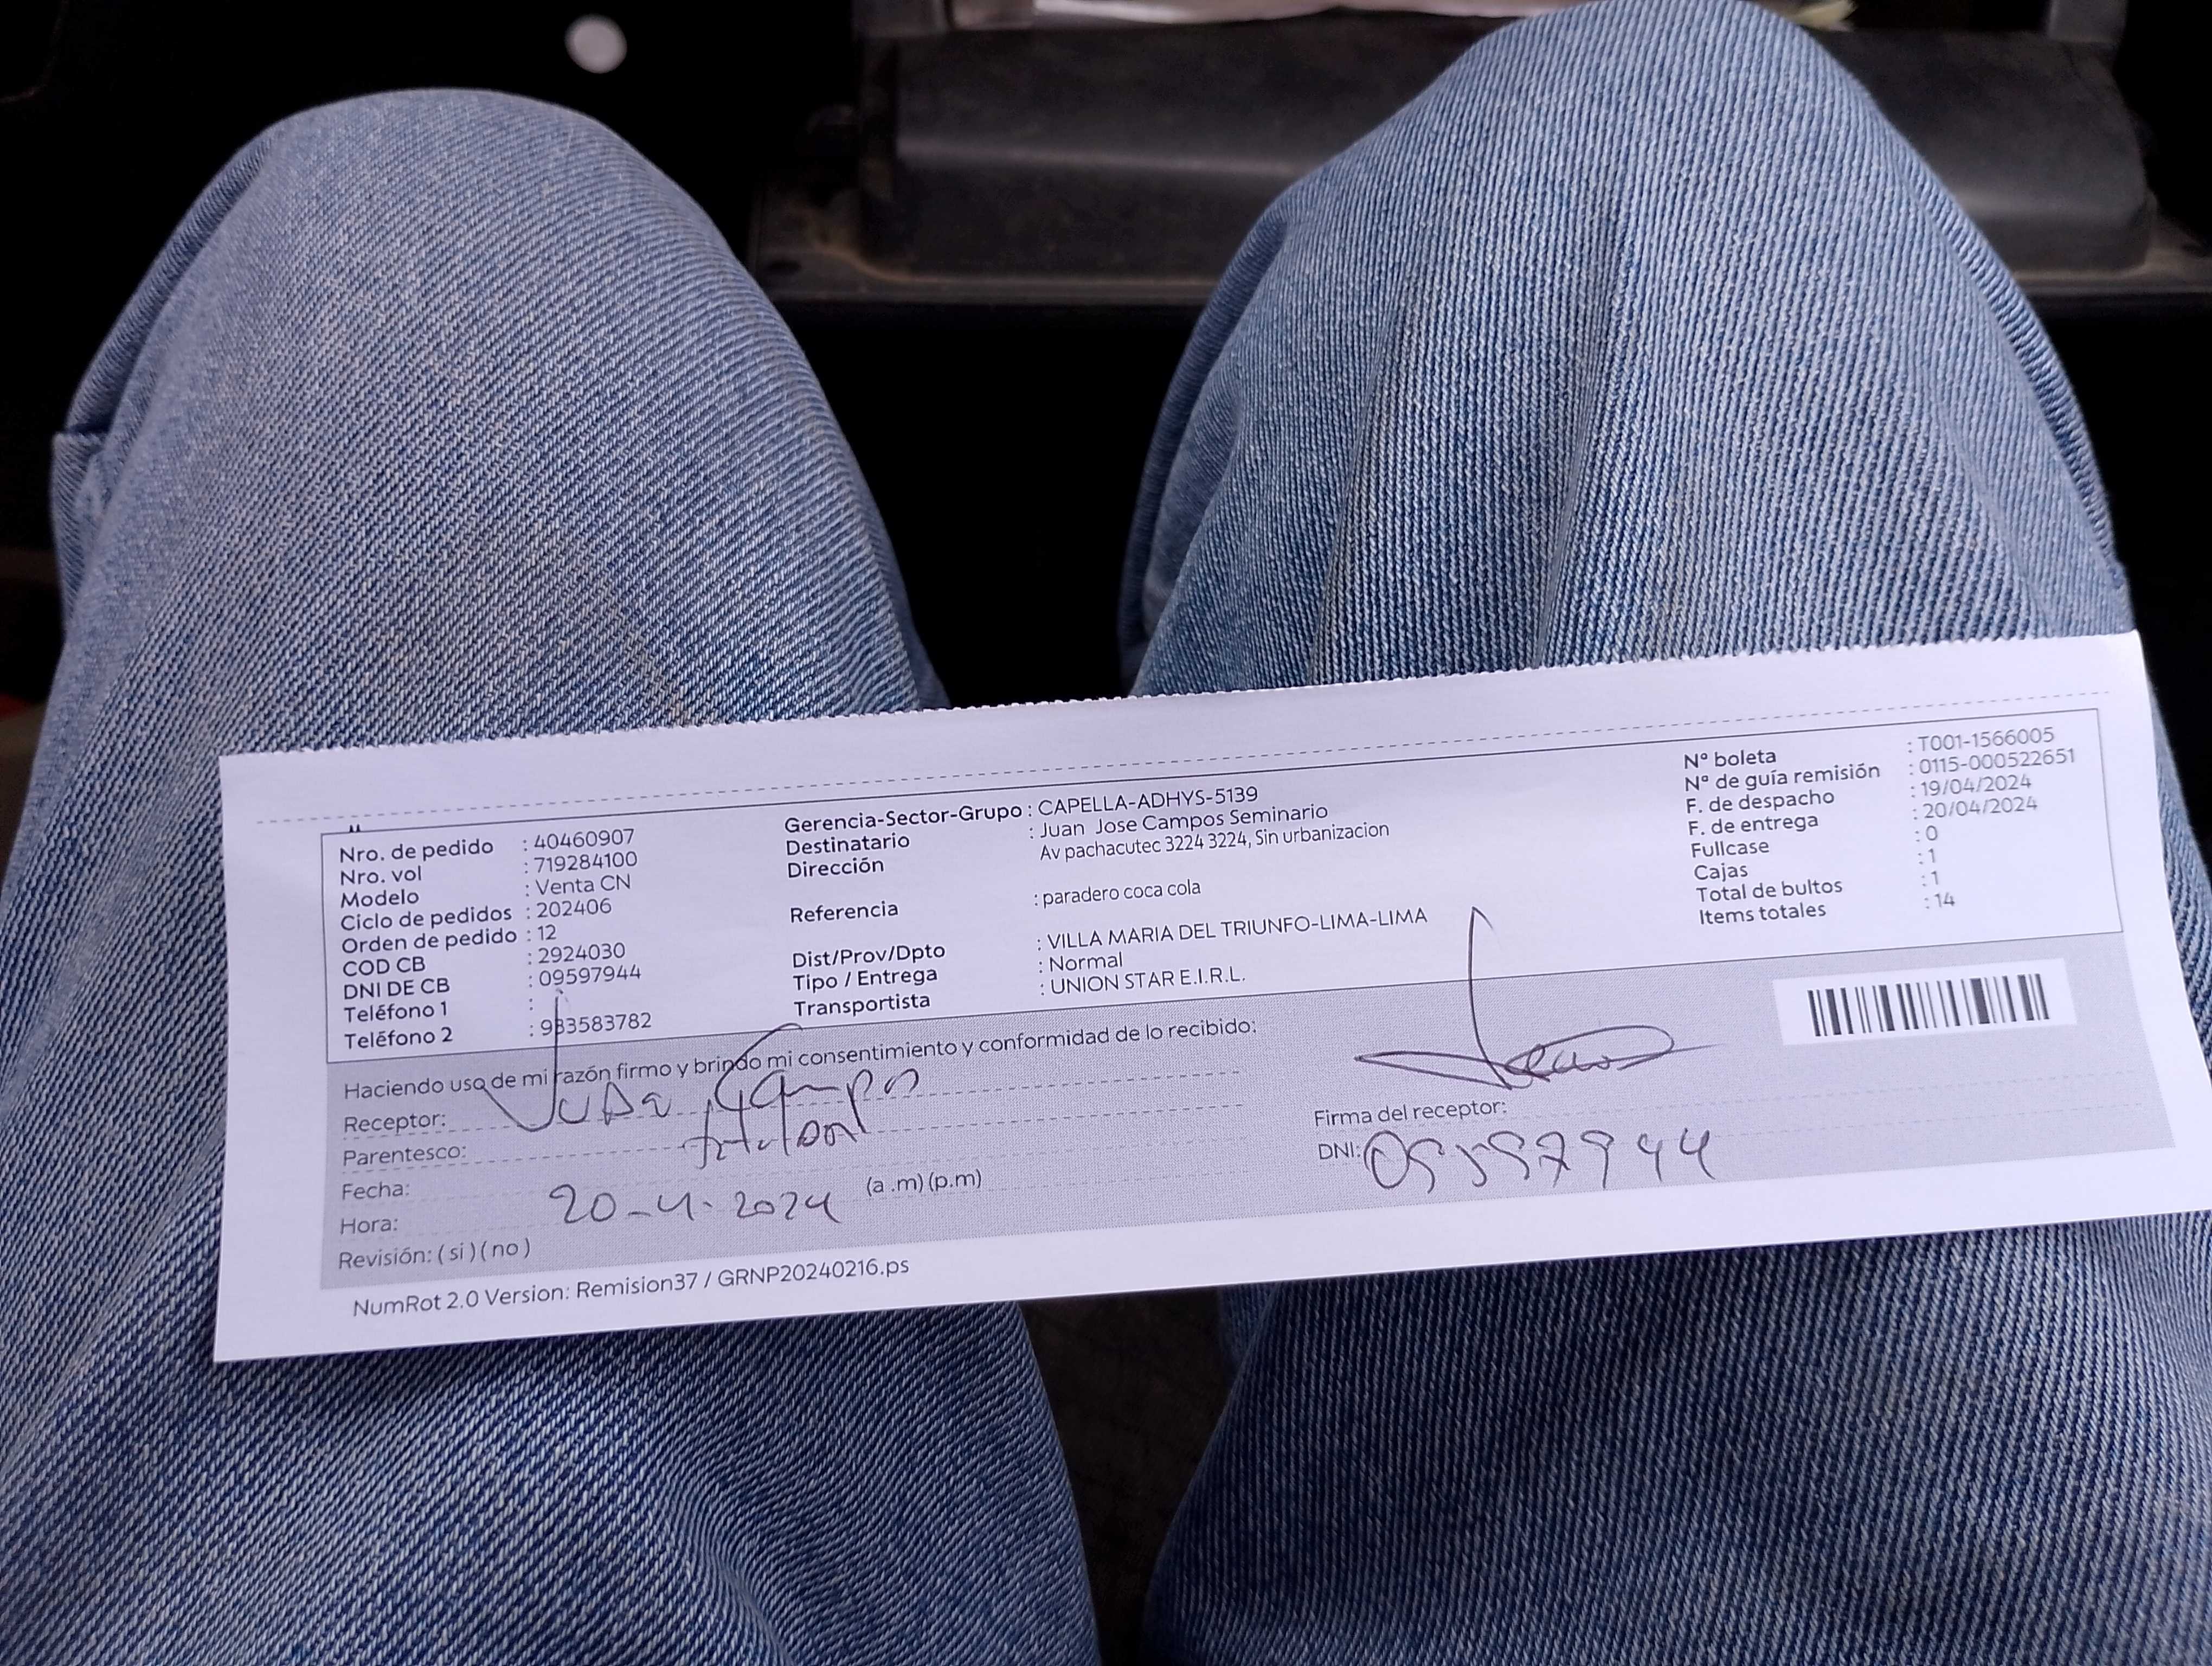 Nro. de pedido : 40460907
Nro. vol : 719284100
Modelo : Venta CN
Ciclo de pedidos : 202406
Orden de pedido : 12
COD CB : 2924030
DNI DE CB : 09597944
Teléfono 1 :
Teléfono 2 : 983583782
Gerencia-Sector-Grupo : CAPELLA-ADHYS-5139
Destinatario : Juan Jose Campos Seminario
Dirección Av pachacutec 3224 3224, Sin urbanizacion
Referencia : paradero coca cola
Dist/Prov/Dpto : VILLA MARIA DEL TRIUNFO-LIMA-LIMA
Tipo / Entrega : Normal
Transportista : UNION STAR E.I.R.L.
Nº boleta : T001-1566005
Nº de guía remisión : 0115-000522651
F. de despacho : 19/04/2024
F. de entrega : 20/04/2024
Fullcase : 0
Cajas : 1
Total de bultos : 1
Items totales : 14
Haciendo uso de mi razón firmo y brindo mi consentimiento y conformidad de lo recibido:
Receptor: Campos
Parentesco:
Fecha:
Hora: 20-4-2024 (a .m) (p.m)
Revisión: ( si ) ( no )
Firma del receptor:
DNI: 09597944
NumRot 2.0 Version: Remision37 / GRNP20240216.ps